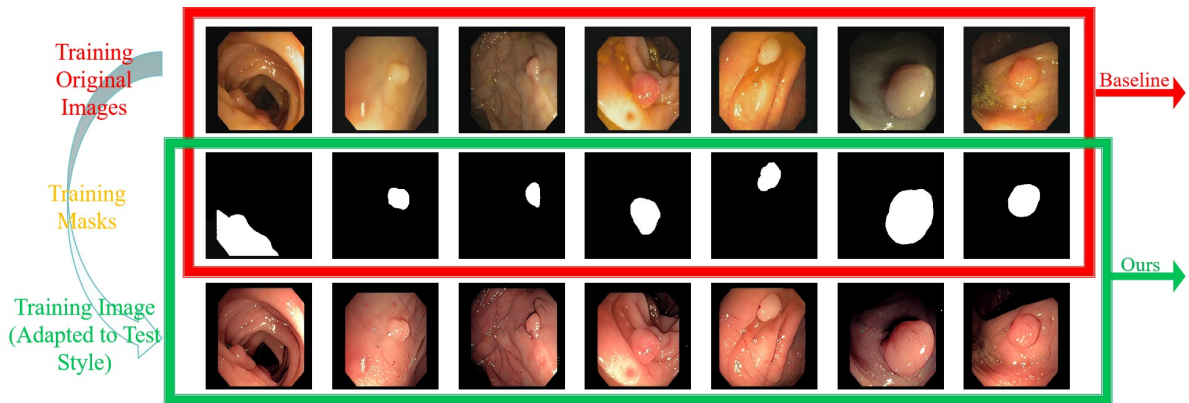 Training
Original
Images
Baseline
Training
Masks
Ours
Training Image
(Adapted to Test
Style)